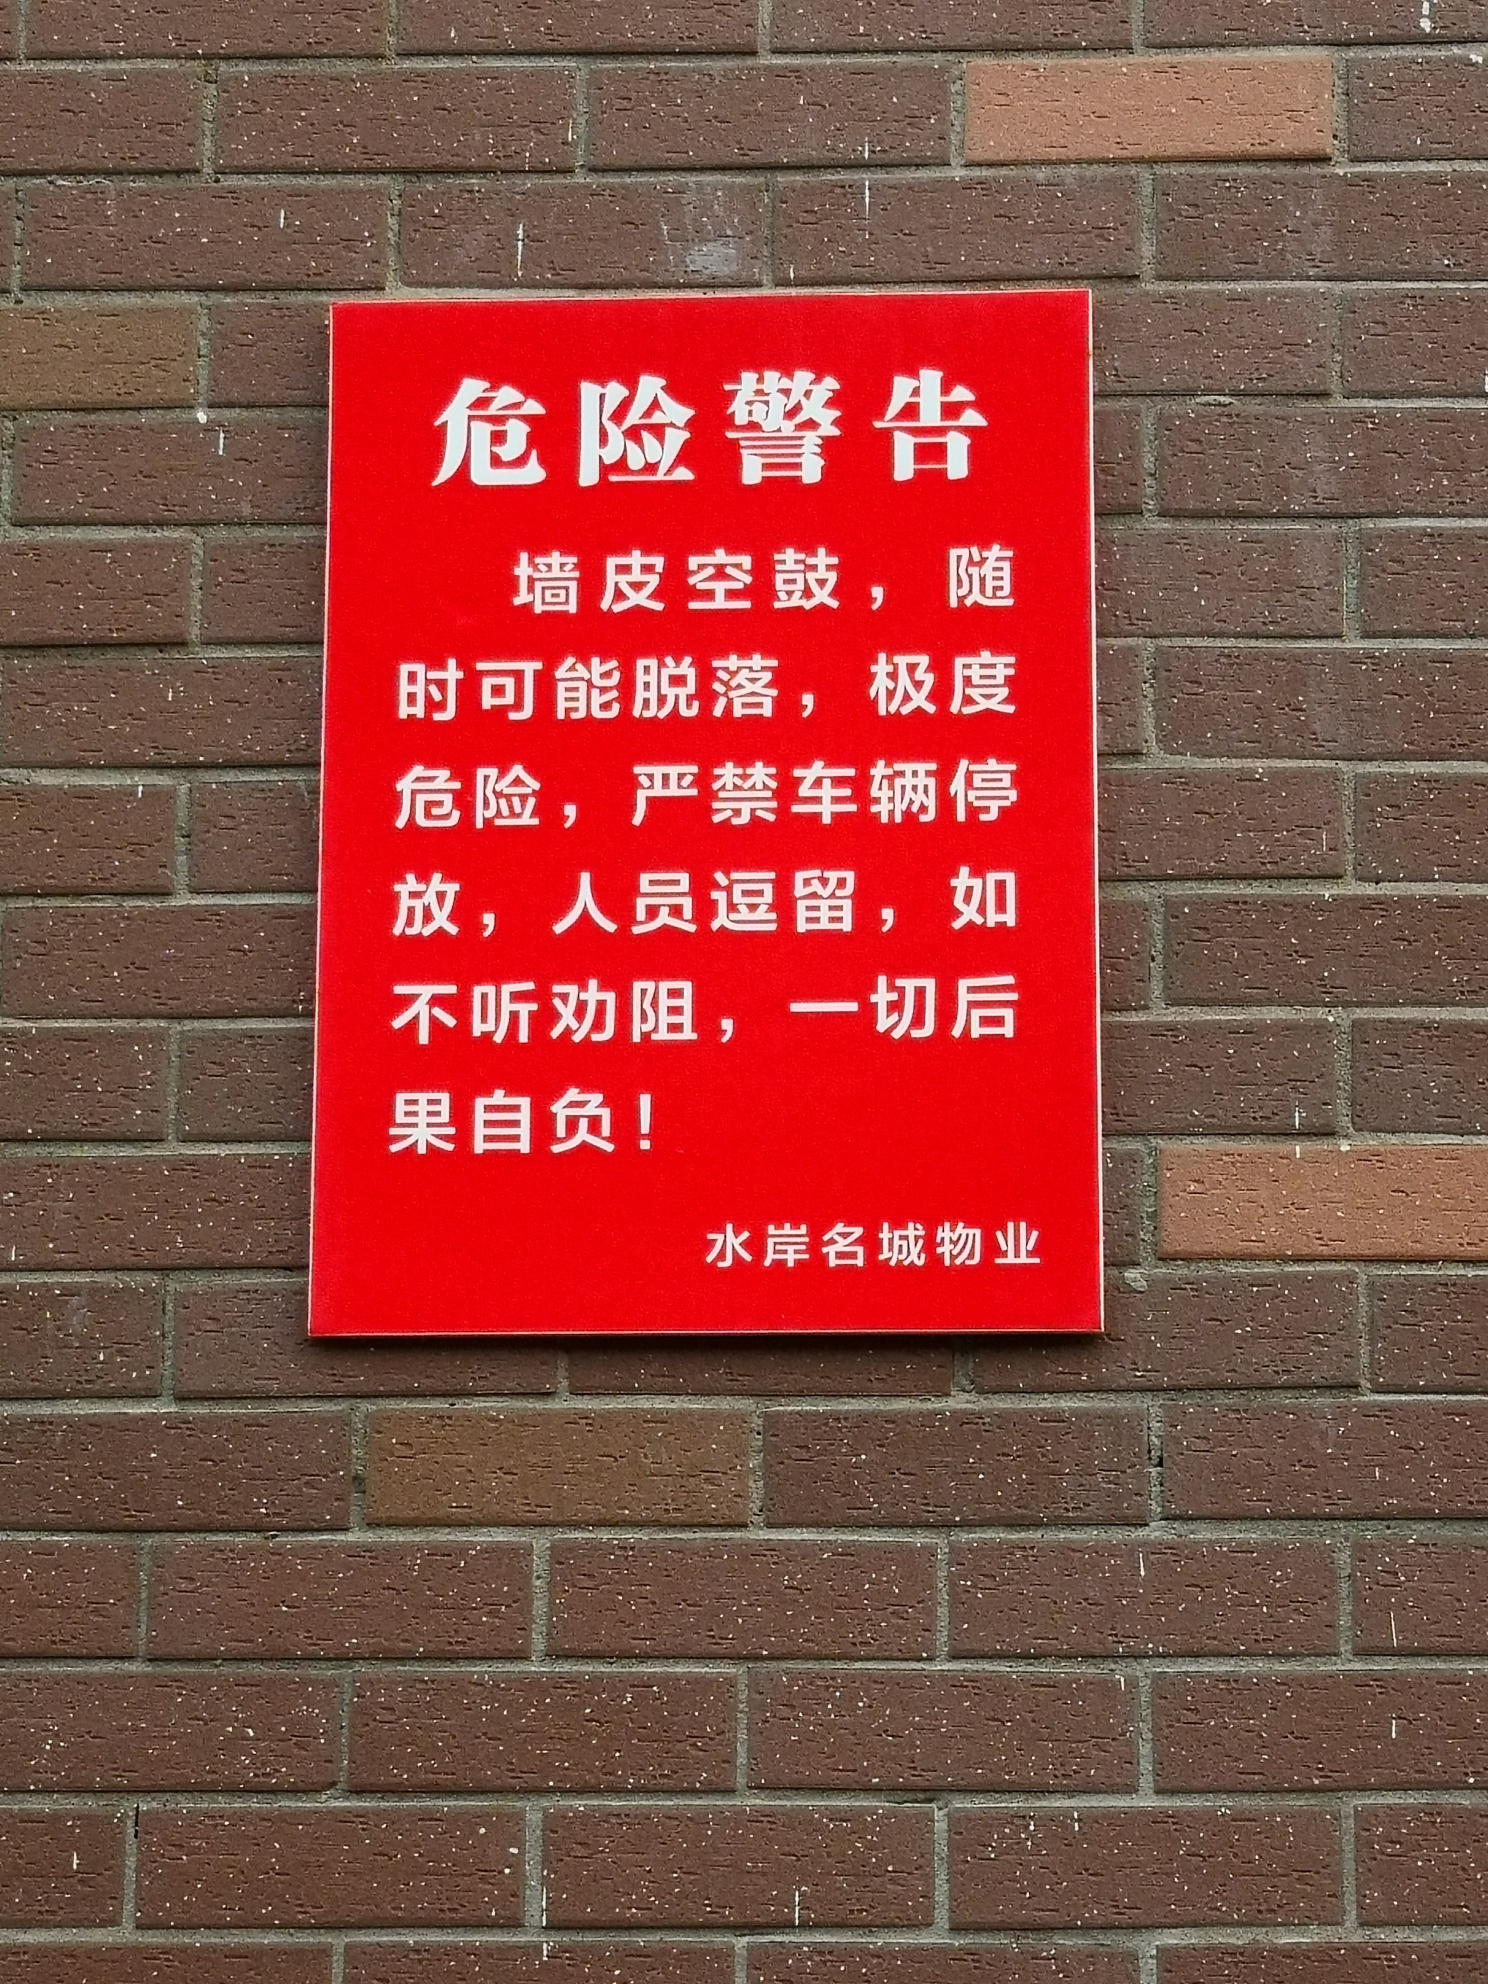 危险警告
墙皮空鼓，随
时可能脱落，极度
危险，严禁车辆停
放，人员逗留，如
不听劝阻，一切后
果自负！
水岸名城物业